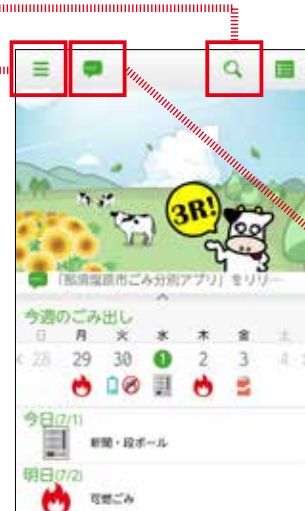 3R!
「那須塩原市ごみ分別アプリ」をリリ…
今週のごみ出し
日 月 火 水 木 金 土
28 29 30 1 2 3 4
今日(7/1)
新聞・段ボール
明日(7/2)
可燃ごみ